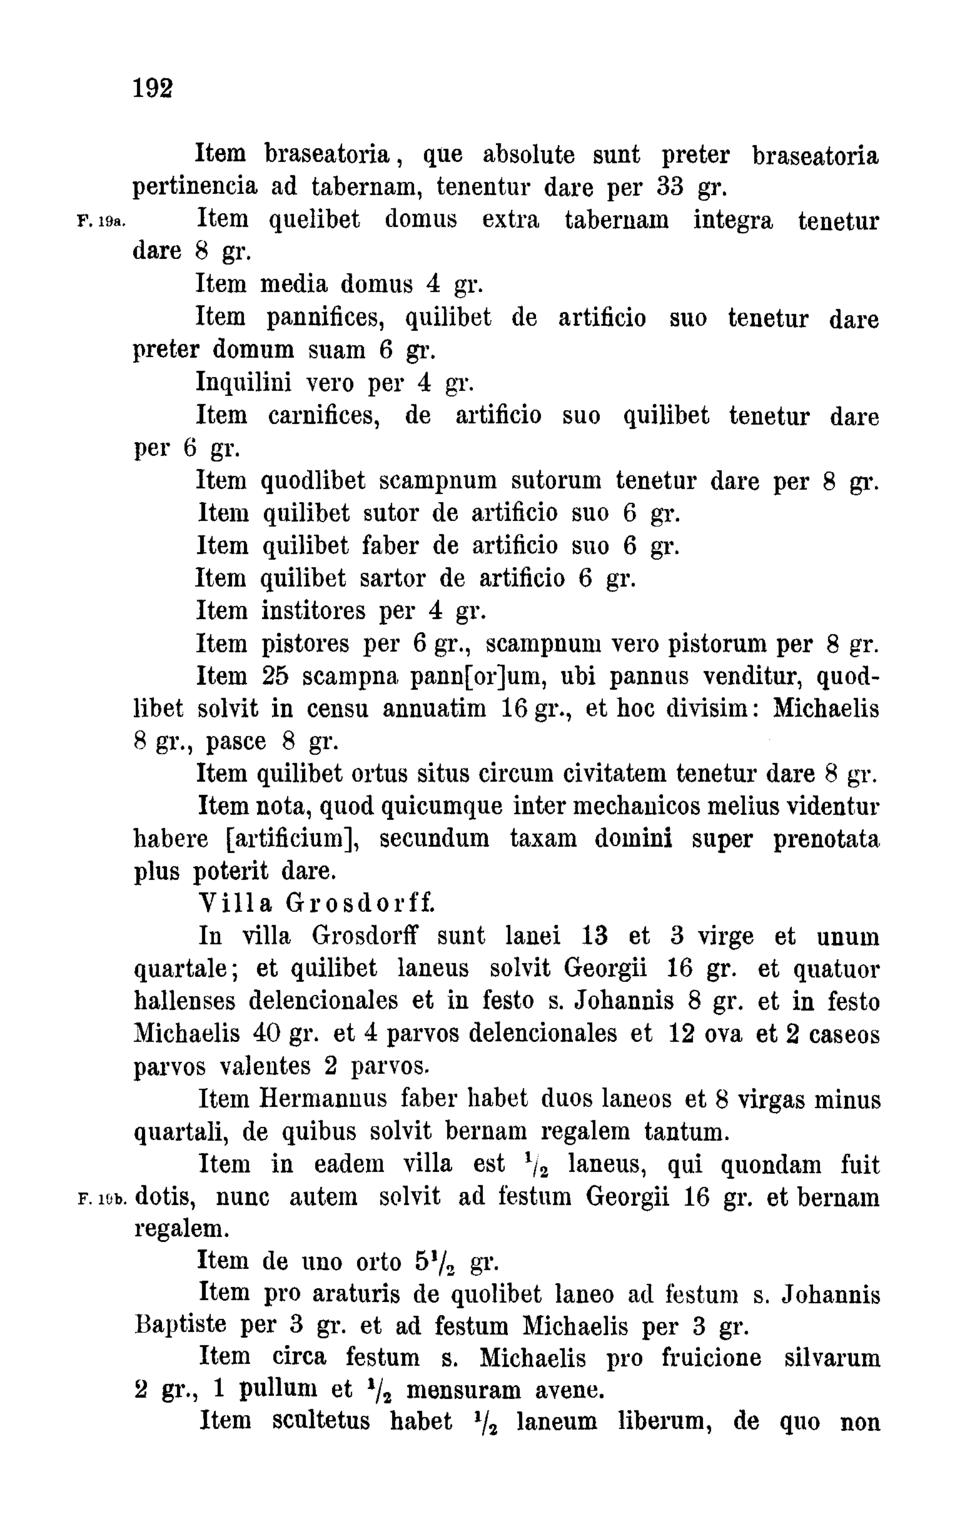 192
Item braseatoria, que absolute sunt preter braseatoria
pertinencia ad tabernam, tenentur dare per 33 gr.
F. 19a. Item quelibet domus extra tabernam integra tenetur
dare 8 gr.
Item media domus 4 gr.
Item pannifices, quilibet de artificio suo tenetur dare
preter domum suam 6 gr.
Inquilini vero per 4 gr.
Item carnifices, de artificio suo quilibet tenetur dare
per 6 gr.
Item quodlibet scampnum sutorum tenetur dare per 8 gr.
Item quilibet sutor de artificio suo 6 gr.
Item quilibet faber de artificio suo 6 gr.
Item quilibet sartor de artificio 6 gr.
Item institores per 4 gr.
Item pistores per 6 gr., scampnum vero pistorum per 8 gr.
Item 25 scampna pann[or]um, ubi pannus venditur, quod-
libet solvit in censu annuatim 16 gr., et hoc divisim: Michaelis
8 gr., pasce 8 gr.
Item quilibet ortus situs circum civitatem tenetur dare 8 gr.
Item nota, quod quicumque inter mechanicos melius videntur
habere [artificium], secundum taxam domini super prenotata
plus poterit dare.
Villa Grosdorff.
In villa Grosdorff sunt lanei 13 et 3 virge et unum
quartale; et quilibet laneus solvit Georgii 16 gr. et quatuor
hallenses delencionales et in festo s. Johannis 8 gr. et in festo
Michaelis 40 gr. et 4 parvos delencionales et 12 ova et 2 caseos
parvos valentes 2 parvos.
Item Hermannus faber habet duos laneos et 8 virgas minus
quartali, de quibus solvit bernam regalem tantum.
Item in eadem villa est 1/2 laneus, qui quondam fuit
F. 19b. dotis, nunc autem solvit ad festum Georgii 16 gr. et bernam
regalem.
Item de uno orto 5 1/2 gr.
Item pro araturis de quolibet laneo ad festum s. Johannis
Baptiste per 3 gr. et ad festum Michaelis per 3 gr.
Item circa festum s. Michaelis pro fruicione silvarum
2 gr., 1 pullum et 1/2 mensuram avene.
Item scultetus habet 1/2 laneum liberum, de quo non